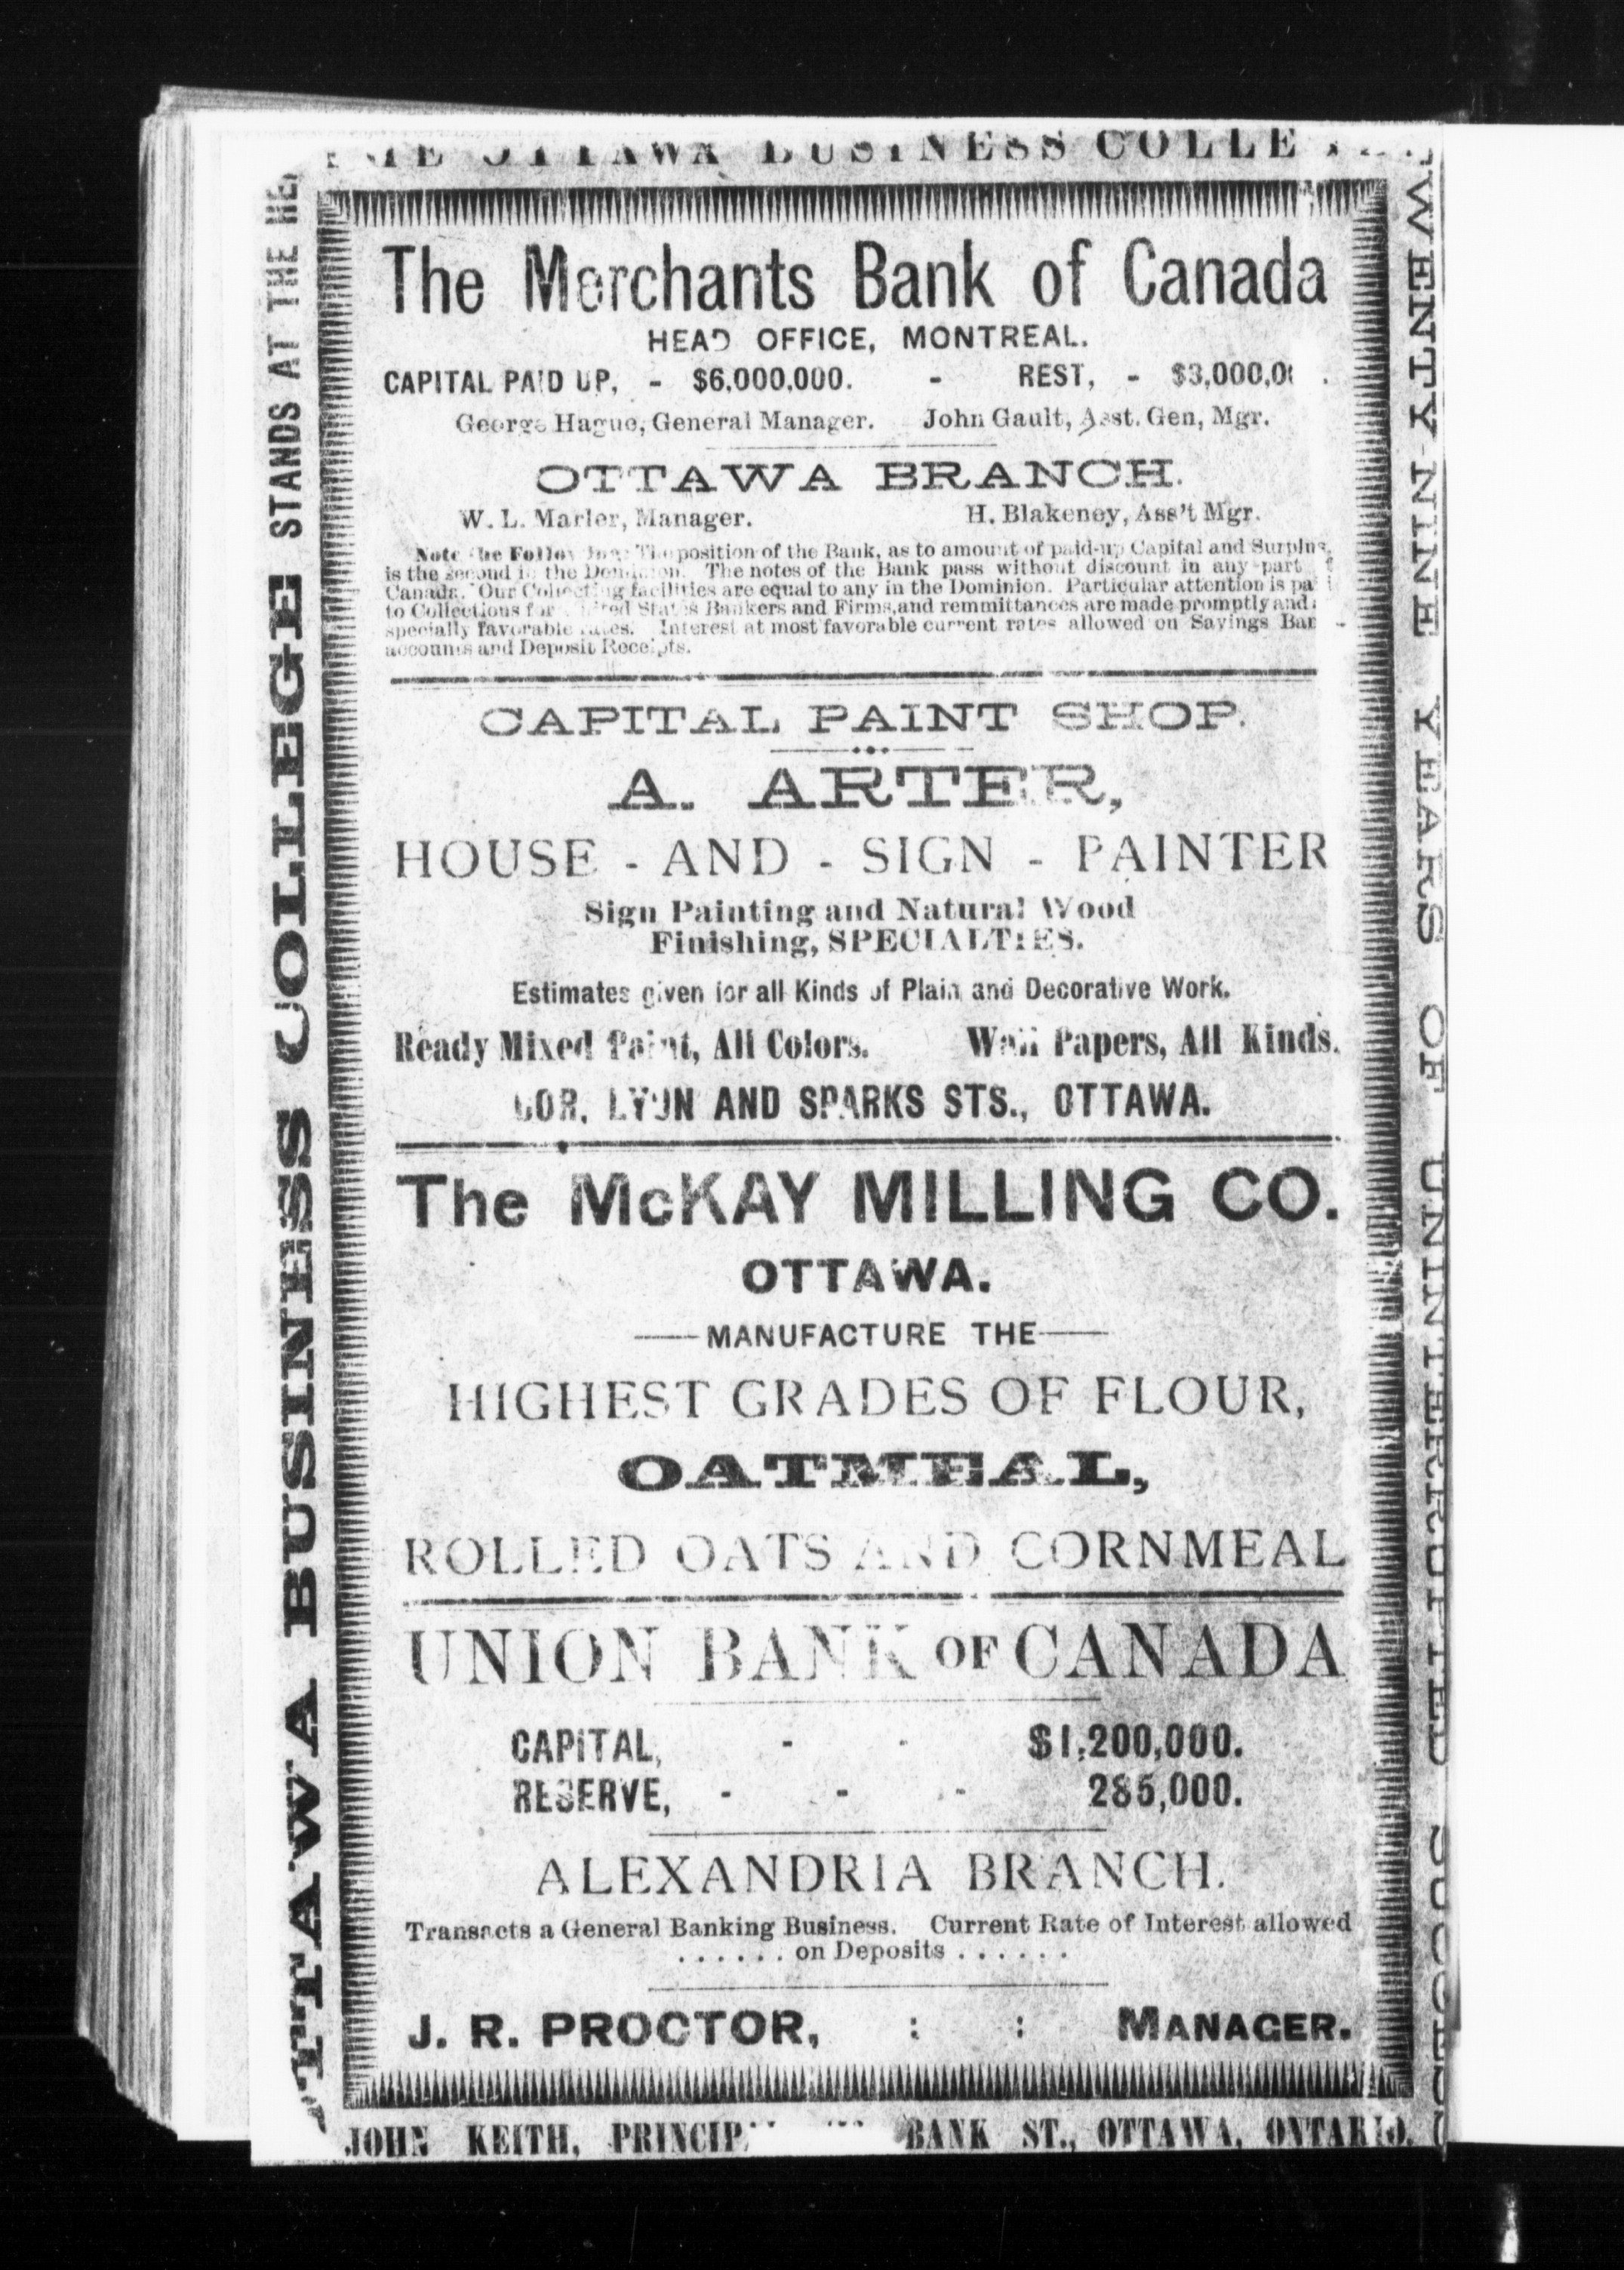 THE OTTAWA BUSINESS
OTTAWA BUSINESS COLLEGE STANDS AT THE
The Merchants Bank of Canada
HEAD OFFICE, MONTREAL.
CAPITAL PAID UP, - $6,000,000. - REST, -
George Hague, General Manager. John Gault, Asst. Gen, Mgr.
OTTAWA BRANCH.
W. L. Marler, Manager. H. Blakeney, Ass't Mgr.
Note the Following: The position of the Bank, as to amount of paid-up Capital and Surplus,
is the second in the Dominion. The notes of the Bank pass without discount in any part
Canada. Our Collecting facilities are equal to any in the Dominion. Particular attention is
to Collections for United States Bankers and Firms, and remmittances are made promptly and
specially favorable rates. Interest at most favorable current rates allowed on Savings
accounts and Deposit Receipts.
CAPITAL PAINT SHOP.
A. ARTER,
HOUSE - AND - SIGN - PAINTER
Sign Painting and Natural Wood
Finishing, SPECIALTIES.
Estimates given for all Kinds of Plain and Decorative Work.
Ready Mixed Paint, All Colors. Wall Papers, All Kinds.
COR. LYON AND SPARKS STS., OTTAWA.
The McKAY MILLING CO.
OTTAWA.
MANUFACTURE THE
HIGHEST GRADES OF FLOUR,
OATMEAL,
ROLLED OATS AND CORNMEAL
UNION BANK OF CANADA
CAPITAL, - - $1,200,000.
RESERVE, - - - 285,000.
ALEXANDRIA BRANCH.
Transacts a General Banking Business. Current Rate of Interest allowed
. . . . . . on Deposits . . . . . .
J. R. PROCTOR, : : MANAGER.
TWENTY-NINE YEARS OF UNINTERRUPTED SUCCESS
JOHN KEITH, BANK ST., OTTAWA, ONTARIO.